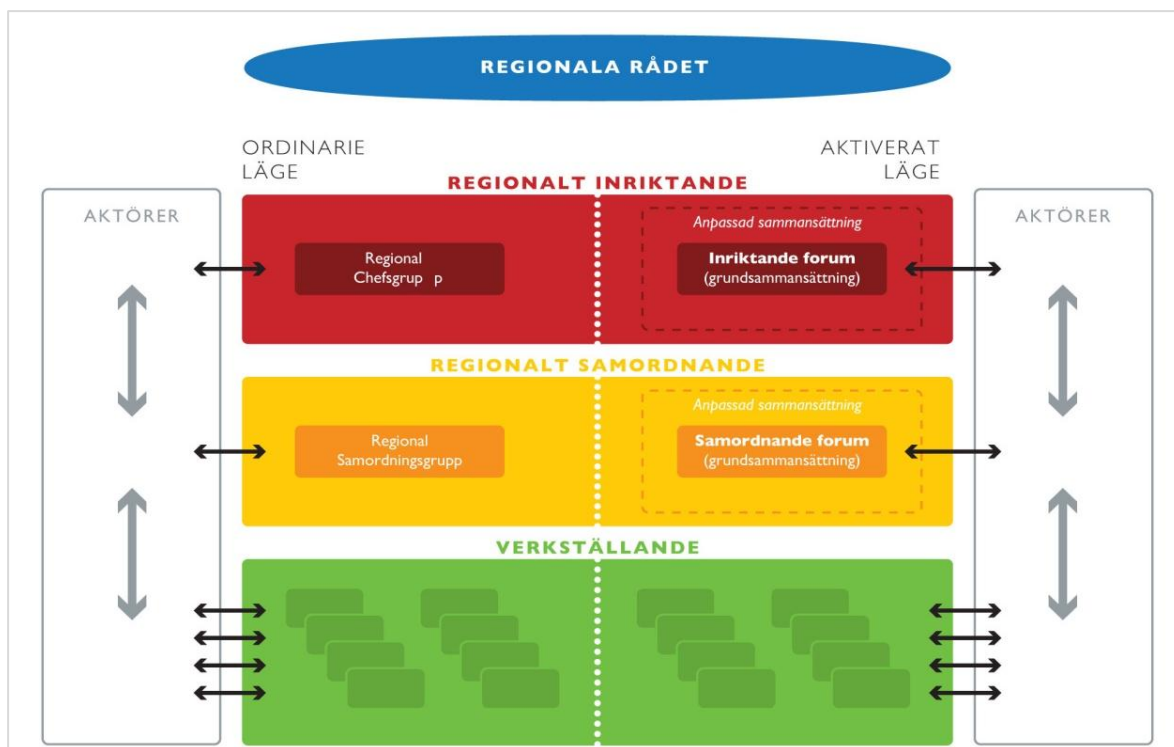 REGIONALA RÅDET
ORDINARIE
LÄGE
AKTIVERAT
LÄGE
REGIONALT INRIKTANDE
AKTÖRER
AKTÖRER
Anpassad sammansättning
Regional
Chefsgrup p
Inriktande forum
(grundsammansättning)
REGIONALT SAMORDNANDE
Anpassad sammansättning
Regional
Samordningsgrupp
Samordnande forum
(grundsammansättning)
VERKSTÄLLANDE